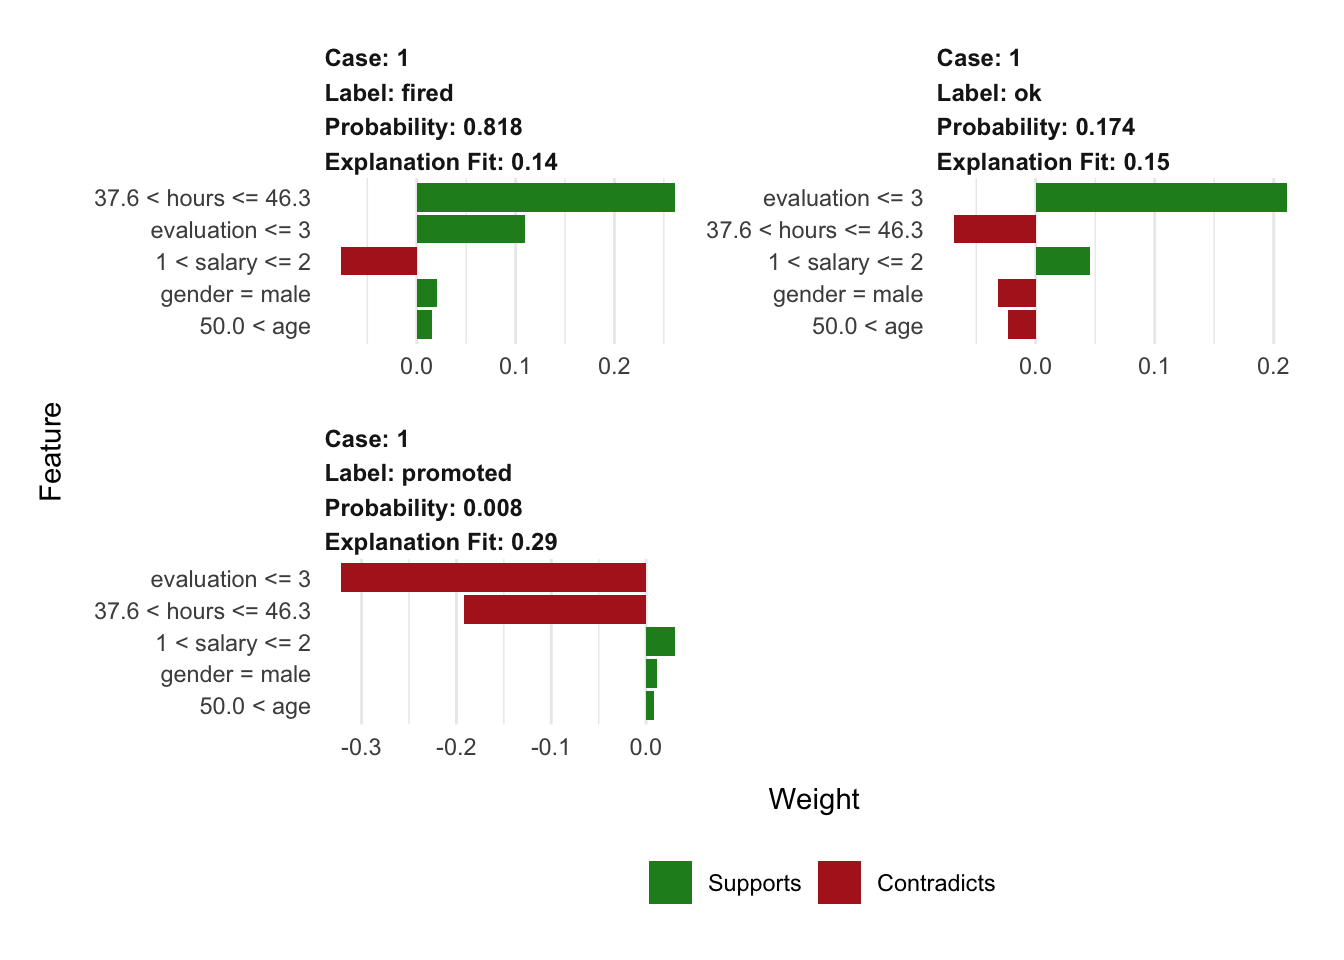 Case: 1
Label: fired
Probability: 0.818
Explanation Fit: 0.14
37.6 < hours <= 46.3
evaluation <= 3
1 < salary <= 2
gender = male
50.0 < age
0.0 0.1 0.2
Case: 1
Label: ok
Probability: 0.174
Explanation Fit: 0.15
evaluation <= 3
37.6 < hours <= 46.3
1 < salary <= 2
gender = male
50.0 < age
0.0 0.1 0.2
Feature
Case: 1
Label: promoted
Probability: 0.008
Explanation Fit: 0.29
evaluation <= 3
37.6 < hours <= 46.3
1 < salary <= 2
gender = male
50.0 < age
-0.3 -0.2 -0.1 0.0
Weight
Supports Contradicts